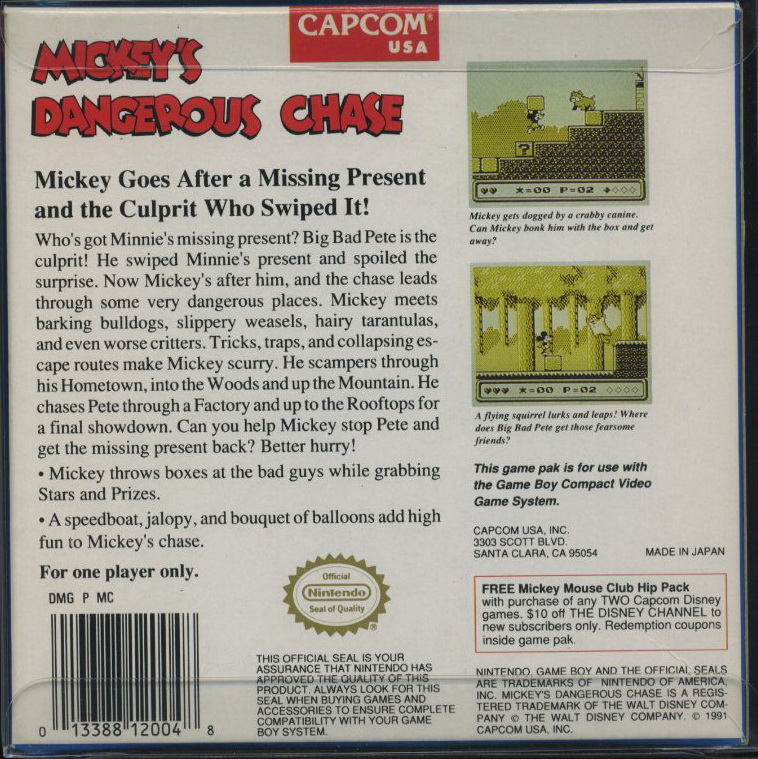 CAPCOM®
USA
MICKEY'S
DANGEROUS CHASE
Mickey Goes After a Missing Present
and the Culprit Who Swiped It!
Who's got Minnie's missing present? Big Bad Pete is the
culprit! He swiped Minnie's present and spoiled the
surprise. Now Mickey's after him, and the chase leads
through some very dangerous places. Mickey meets
barking bulldogs, slippery weasels, hairy tarantulas,
and even worse critters. Tricks, traps, and collapsing es-
cape routes make Mickey scurry. He scampers through
his Hometown, into the Woods and up the Mountain. He
chases Pete through a Factory and up to the Rooftops for
a final showdown. Can you help Mickey stop Pete and
get the missing present back? Better hurry!
• Mickey throws boxes at the bad guys while grabbing
Stars and Prizes.
• A speedboat, jalopy, and bouquet of balloons add high
fun to Mickey's chase.
For one player only.
DMG P MC
0 13388 12004 8
Official
Nintendo
Seal of Quality
®
THIS OFFICIAL SEAL IS YOUR
ASSURANCE THAT NINTENDO HAS
APPROVED THE QUALITY OF THIS
PRODUCT. ALWAYS LOOK FOR THIS
SEAL WHEN BUYING GAMES AND
ACCESSORIES TO ENSURE COMPLETE
COMPATIBILITY WITH YOUR GAME
BOY SYSTEM.
?
♥♥ ★=00 P=02 ◆◇◇◇
Mickey gets dogged by a crabby canine.
Can Mickey bonk him with the box and get
away?
♥♥♥ ★=00 P=02 ◇◇◇◇
A flying squirrel lurks and leaps! Where
does Big Bad Pete get those fearsome
friends?
This game pak is for use with
the Game Boy Compact Video
Game System.
CAPCOM USA, INC.
3303 SCOTT BLVD.
SANTA CLARA, CA 95054 MADE IN JAPAN
FREE Mickey Mouse Club Hip Pack
with purchase of any TWO Capcom Disney
games. $10 off THE DISNEY CHANNEL to
new subscribers only. Redemption coupons
inside game pak.
NINTENDO, GAME BOY AND THE OFFICIAL SEALS
ARE TRADEMARKS OF NINTENDO OF AMERICA,
INC. MICKEY'S DANGEROUS CHASE IS A REGIS-
TERED TRADEMARK OF THE WALT DISNEY COM-
PANY © THE WALT DISNEY COMPANY. © 1991
CAPCOM USA, INC.